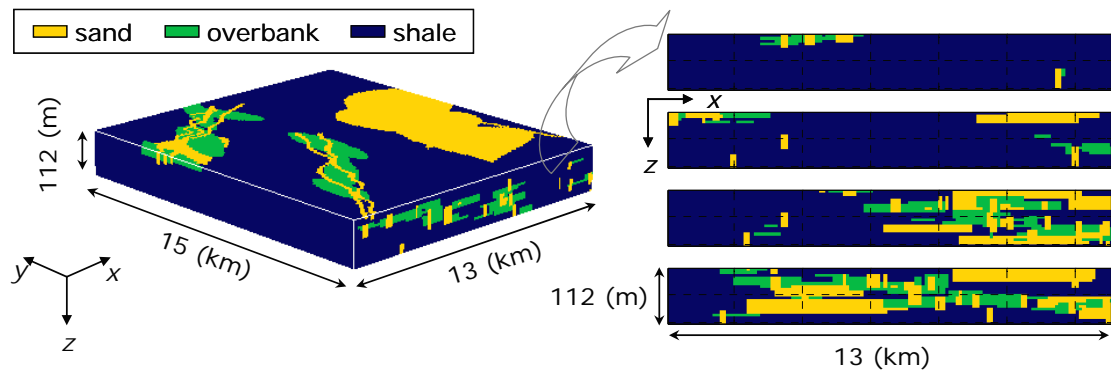 sand overbank shale
112 (m)
15 (km)
13 (km)
y x
z
x
z
112 (m)
13 (km)